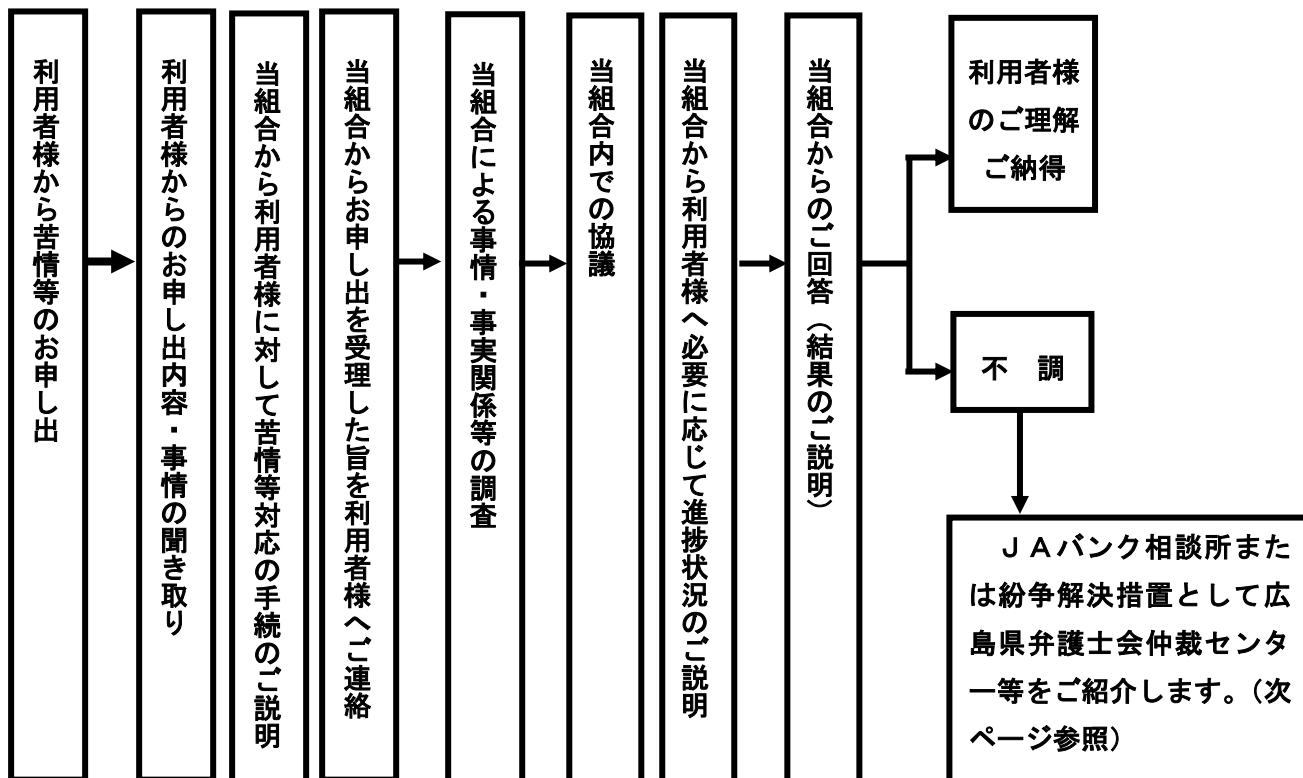 利用者様から苦情等のお申し出
利用者様からのお申し出内容・事情の聞き取り
当組合から利用者様に対して苦情等対応の手続のご説明
当組合からお申し出を受理した旨を利用者様へご連絡
当組合による事情・事実関係等の調査
当組合内での協議
当組合から利用者様へ必要に応じて進捗状況のご説明
当組合からのご回答（結果のご説明）
利用者様
のご理解
ご納得
不　調
　ＪＡバンク相談所また
は紛争解決措置として広
島県弁護士会仲裁センタ
ー等をご紹介します。（次
ページ参照）